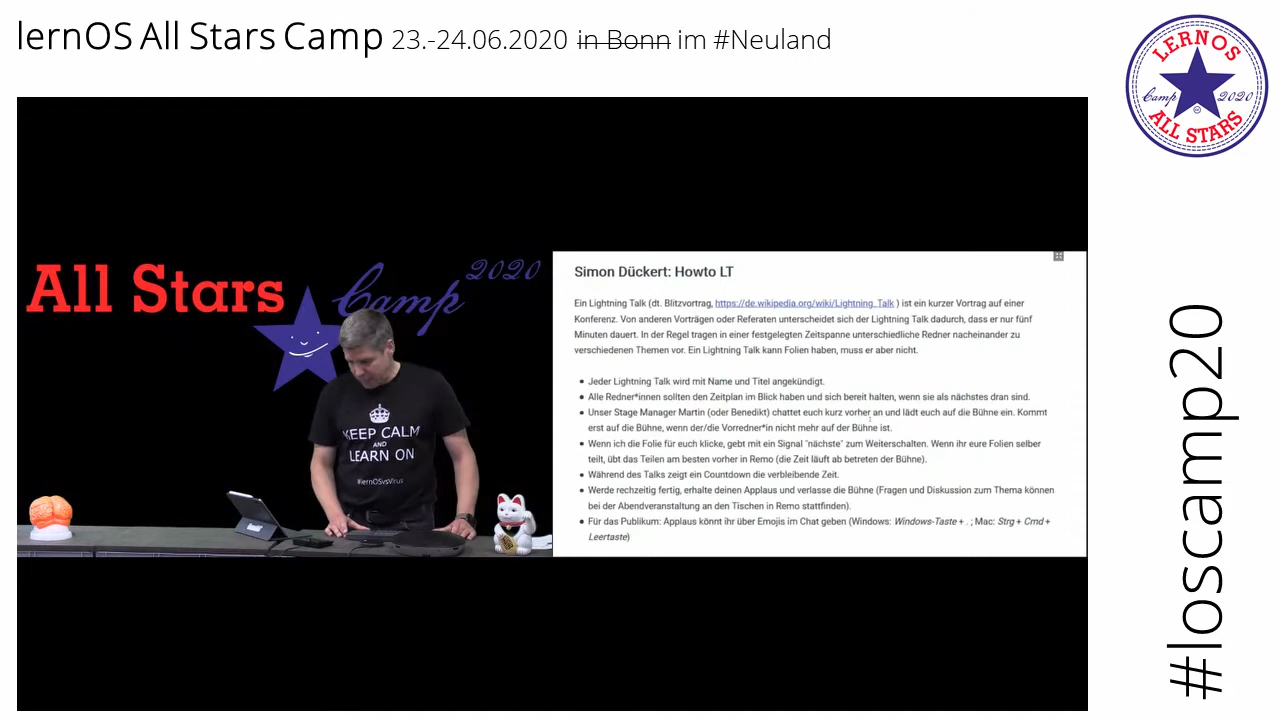 lernOS All Stars Camp 23.-24.06.2020 in Bonn im #Neuland
LERNOS
Camp 2020
ALL STARS
All Stars Camp 2020
KEEP CALM
AND
LEARN ON
#lernOSvsVirus
Simon Dückert: Howto LT
Ein Lightning Talk (dt. Blitzvortrag, https://de.wikipedia.org/wiki/Lightning_Talk ) ist ein kurzer Vortrag auf einer
Konferenz. Von anderen Vorträgen oder Referaten unterscheidet sich der Lightning Talk dadurch, dass er nur fünf
Minuten dauert. In der Regel tragen in einer festgelegten Zeitspanne unterschiedliche Redner nacheinander zu
verschiedenen Themen vor. Ein Lightning Talk kann Folien haben, muss er aber nicht.
• Jeder Lightning Talk wird mit Name und Titel angekündigt.
• Alle Redner*innen sollten den Zeitplan im Blick haben und sich bereit halten, wenn sie als nächstes dran sind.
• Unser Stage Manager Martin (oder Benedikt) chattet euch kurz vorher an und lädt euch auf die Bühne ein. Kommt
erst auf die Bühne, wenn der/die Vorredner*in nicht mehr auf der Bühne ist.
• Wenn ich die Folie für euch klicke, gebt mit ein Signal "nächste" zum Weiterschalten. Wenn ihr eure Folien selber
teilt, übt das Teilen am besten vorher in Remo (die Zeit läuft ab betreten der Bühne).
• Während des Talks zeigt ein Countdown die verbleibende Zeit.
• Werde rechzeitig fertig, erhalte deinen Applaus und verlasse die Bühne (Fragen und Diskussion zum Thema können
bei der Abendveranstaltung an den Tischen in Remo stattfinden).
• Für das Publikum: Applaus könnt ihr über Emojis im Chat geben (Windows: Windows-Taste + . ; Mac: Strg + Cmd +
Leertaste)
#loscamp20